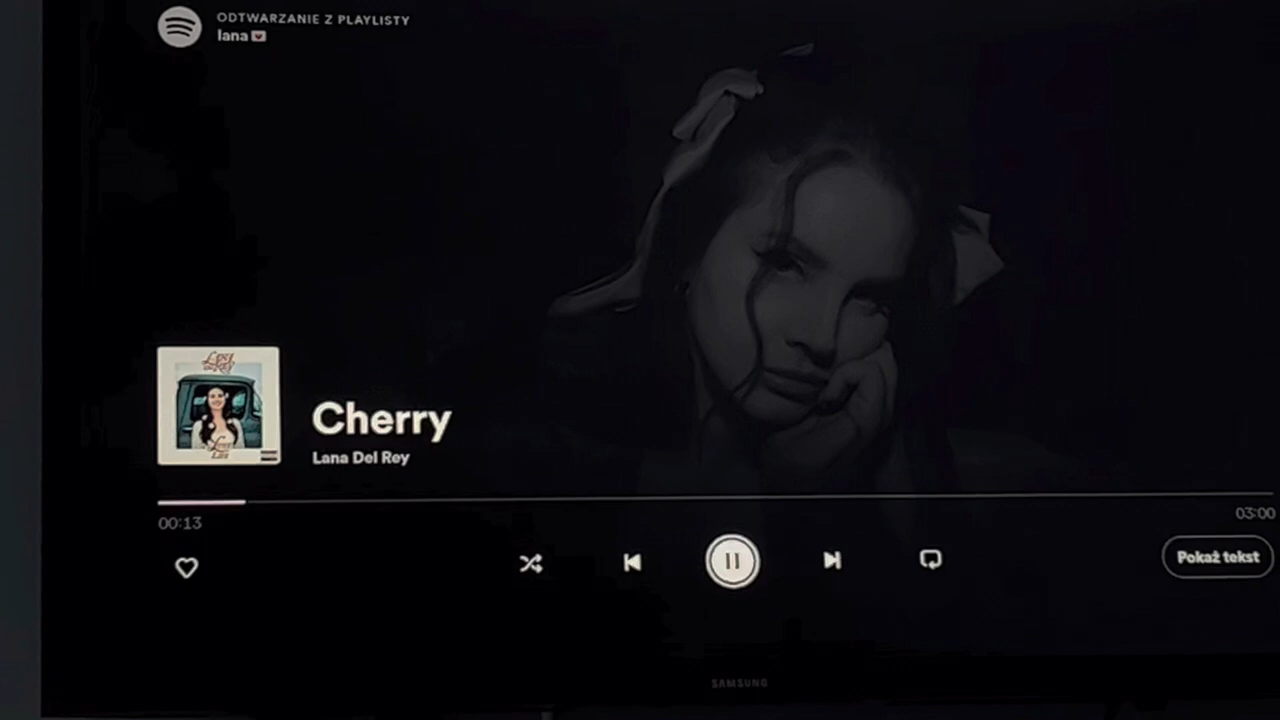 ODTWARZANIE Z PLAYLISTY
lana 💌
Cherry
Lana Del Rey
00:13
03:00
Pokaż tekst
SAMSUNG